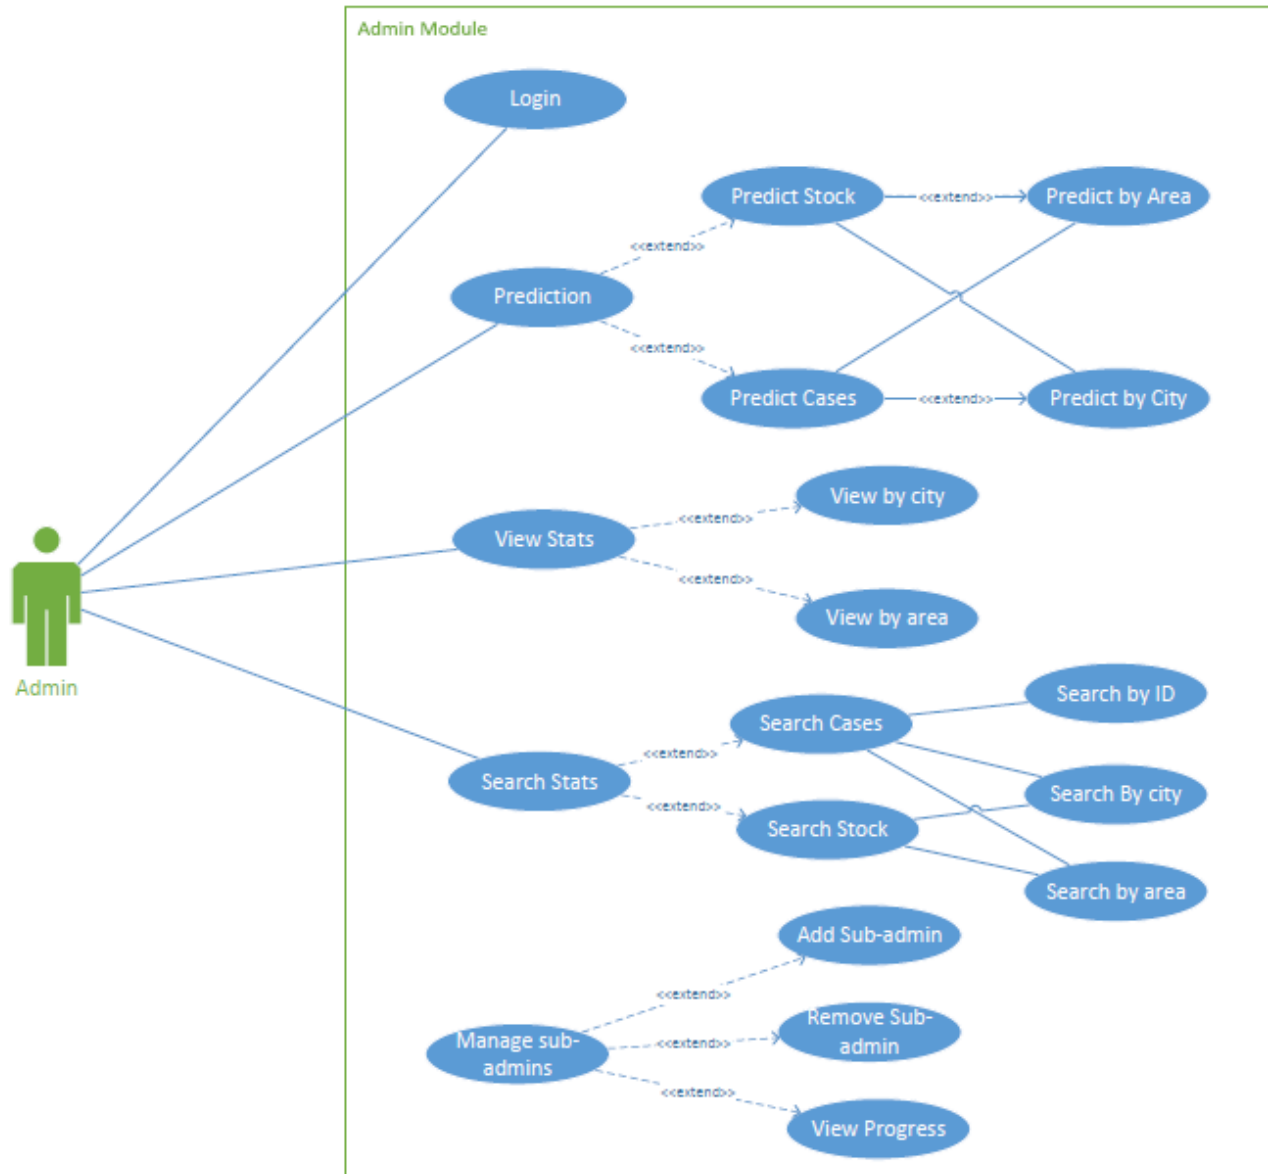 Admin Module
Login
Predict Stock
<<extend>>
Predict by Area
<<extend>>
Prediction
<<extend>>
Predict Cases
<<extend>>
Predict by City
View by city
<<extend>>
View Stats
<<extend>>
View by area
Admin
Search by ID
Search Cases
<<extend>>
Search Stats
Search By city
<<extend>>
Search Stock
Search by area
Add Sub-admin
<<extend>>
Remove Sub-
admin
<<extend>>
Manage sub-
admins
<<extend>>
View Progress